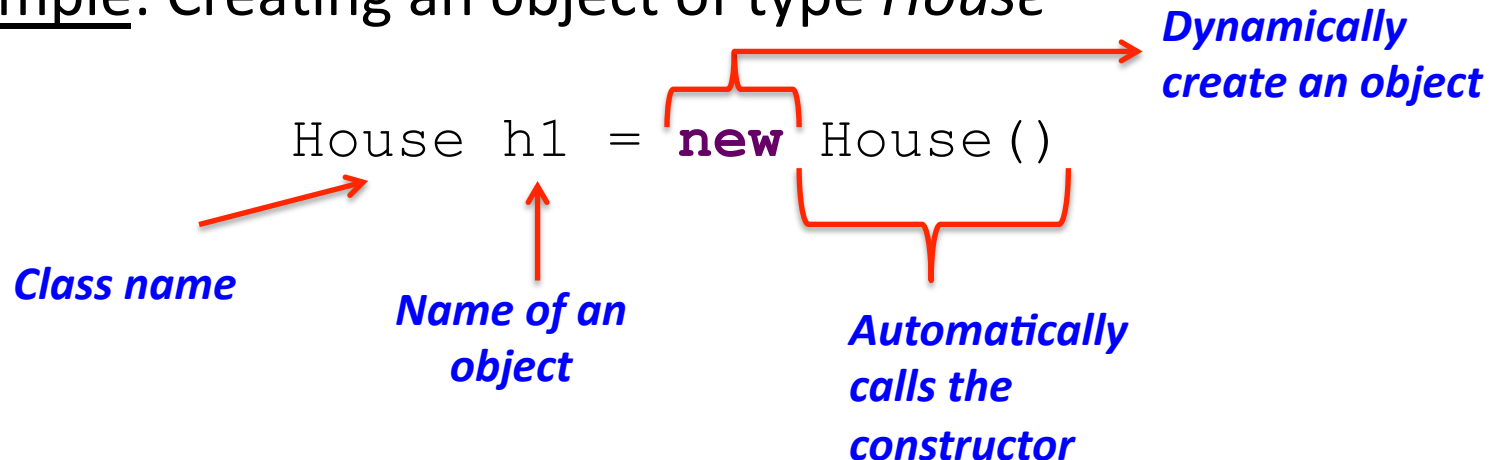 mple: Creating an object of type House
Dynamically
create an object
House h1 = new House()
Class name
Name of an
object
Automatically
calls the
constructor